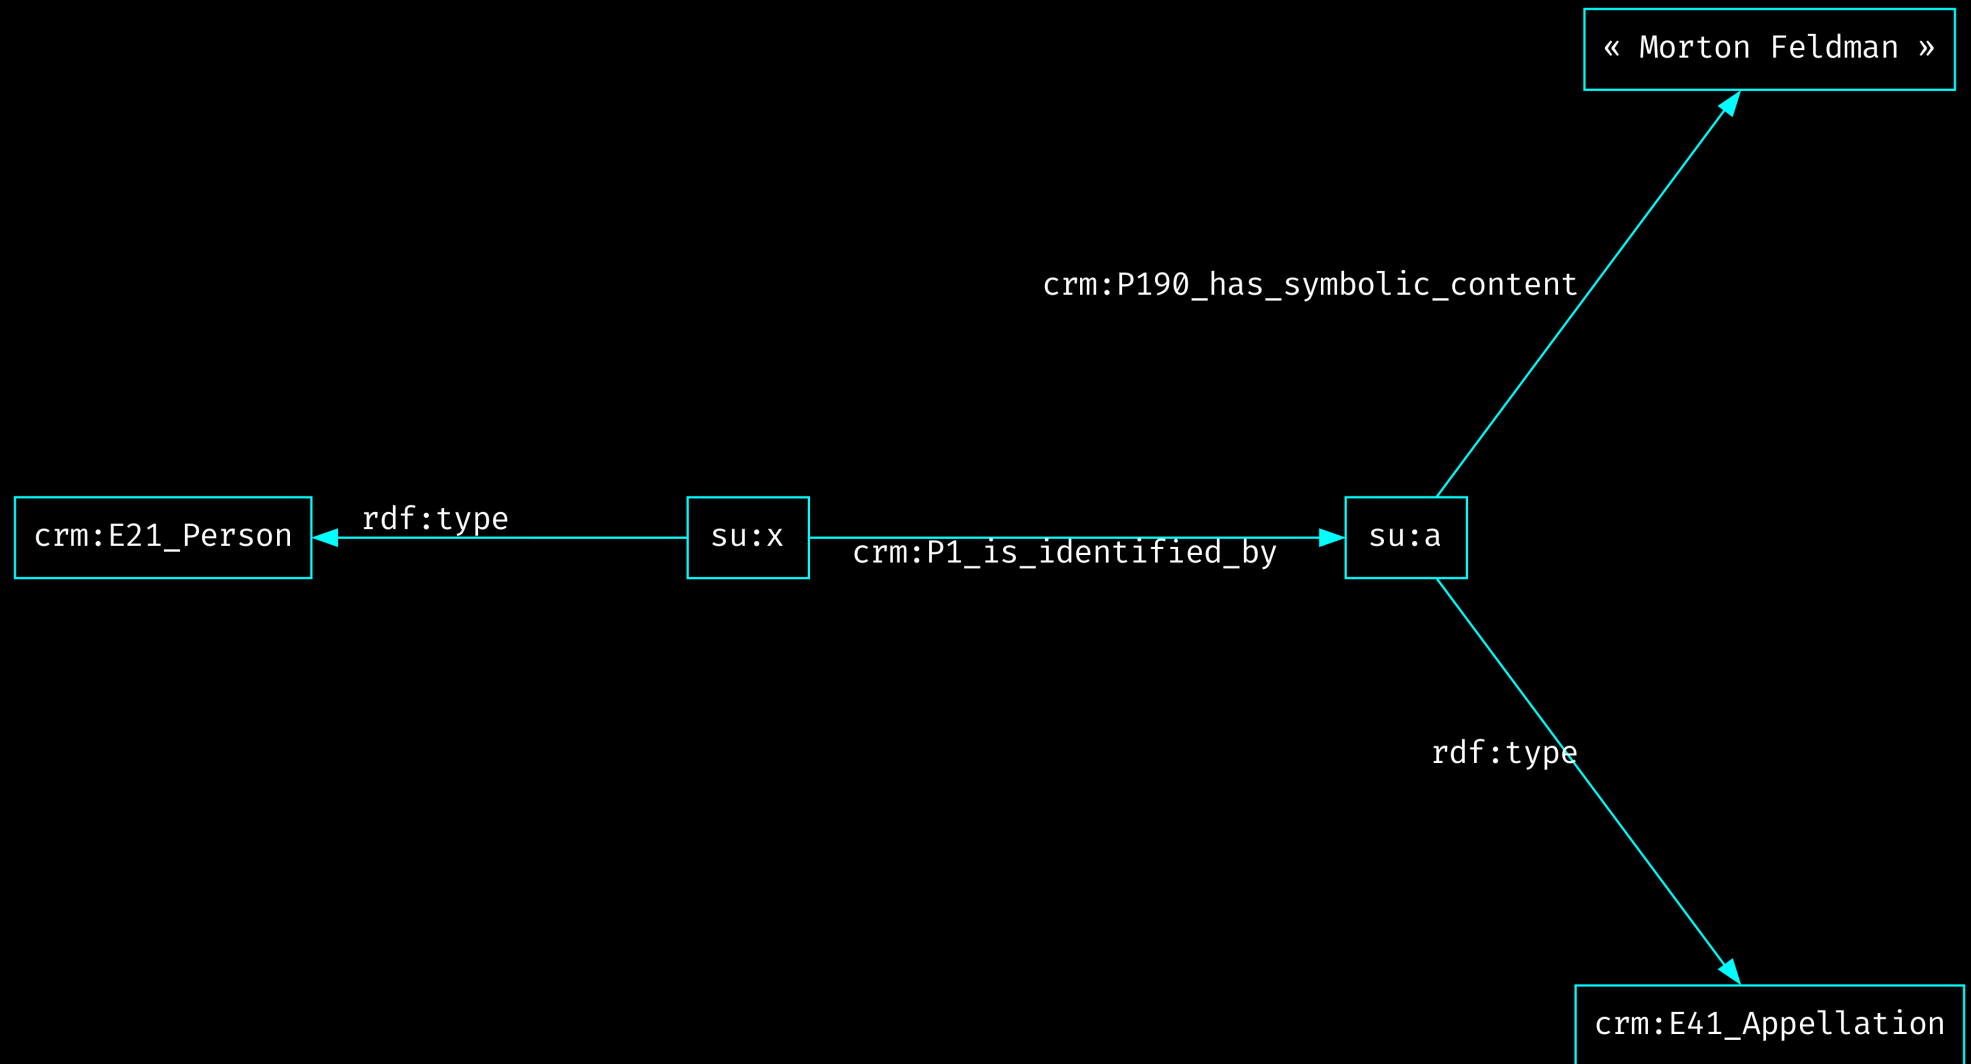 « Morton Feldman »
crm:P190_has_symbolic_content
crm:E21_Person
rdf:type
su:x
crm:P1_is_identified_by
su:a
rdf:type
crm:E41_Appellation